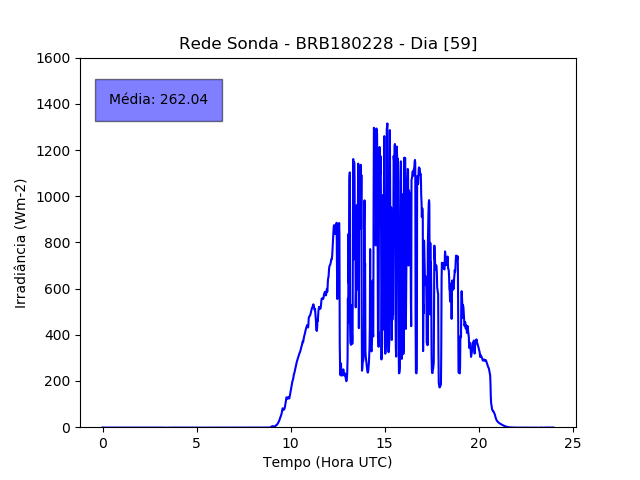 Rede Sonda - BRB180228 - Dia [59]
1600
1400
1200
1000
800
600
400
200
0
Irradiância (Wm-2)
Média: 262.04
0 5 10 15 20 25
Tempo (Hora UTC)